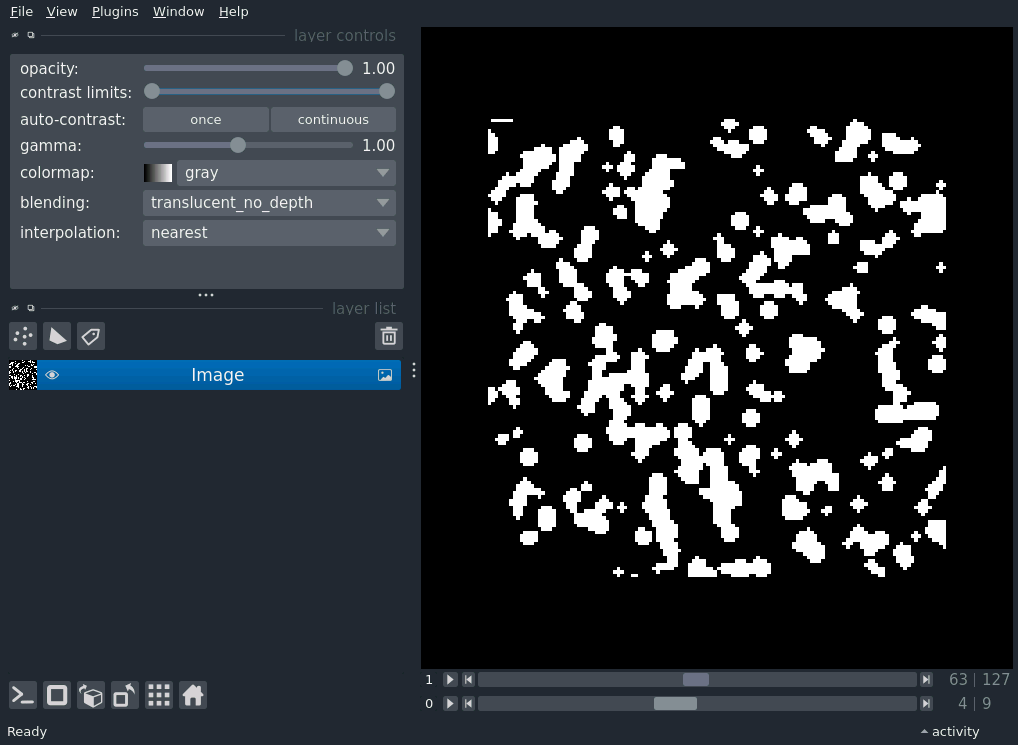 File View Plugins Window Help
layer controls
opacity: 1.00
contrast limits:
auto-contrast: once continuous
gamma: 1.00
colormap: gray
blending: translucent_no_depth
interpolation: nearest
layer list
Image
1 63 | 127
0 4 | 9
Ready activity